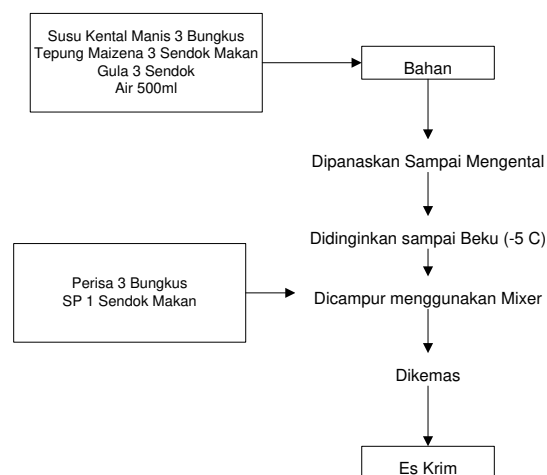 Susu Kental Manis 3 Bungkus
Tepung Maizena 3 Sendok Makan
Gula 3 Sendok
Air 500ml
Bahan
Dipanaskan Sampai Mengental
Didinginkan sampai Beku (-5 C)
Perisa 3 Bungkus
SP 1 Sendok Makan
Dicampur menggunakan Mixer
Dikemas
Es Krim